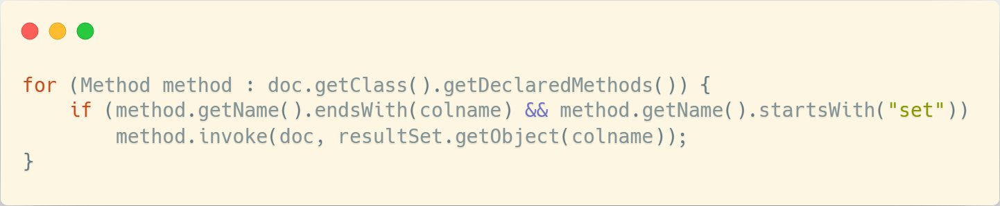 for (Method method : doc.getClass().getDeclaredMethods()) {
    if (method.getName().endsWith(colname) && method.getName().startsWith("set"))
        method.invoke(doc, resultSet.getObject(colname));
}